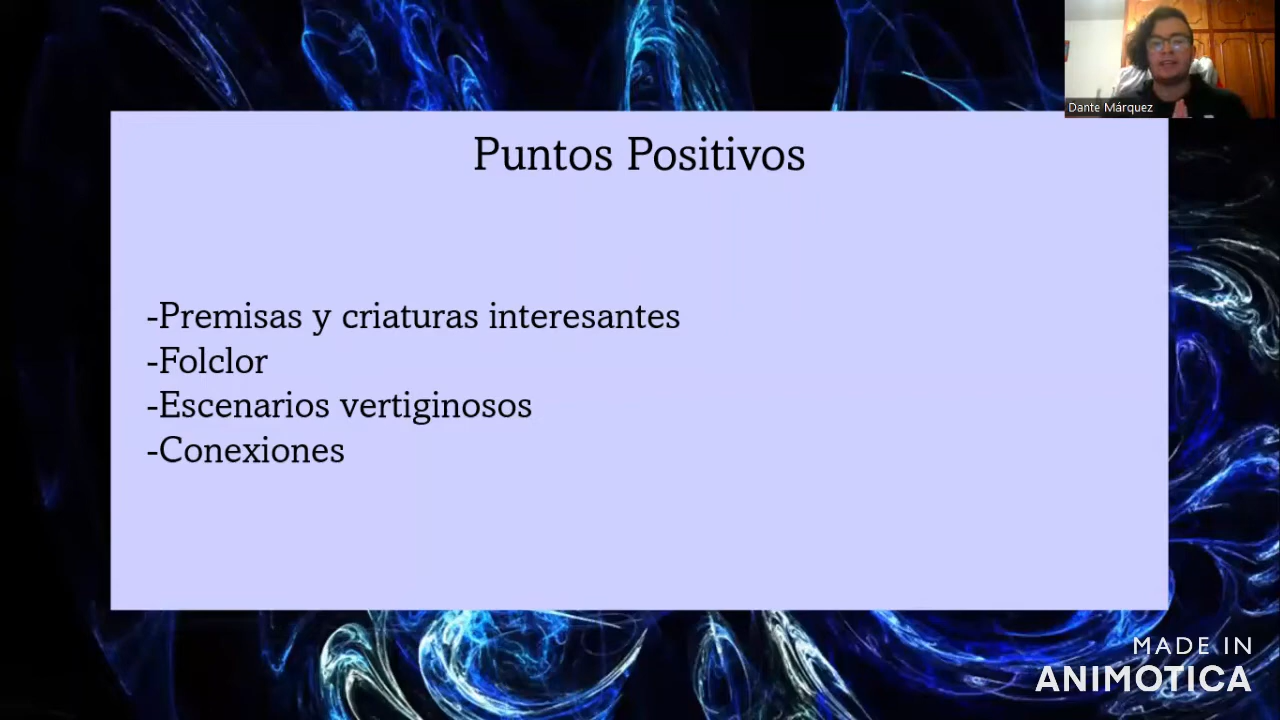 Dante Márquez
Puntos Positivos
-Premisas y criaturas interesantes
-Folclor
-Escenarios vertiginosos
-Conexiones
MADE IN
ANIMOTICA